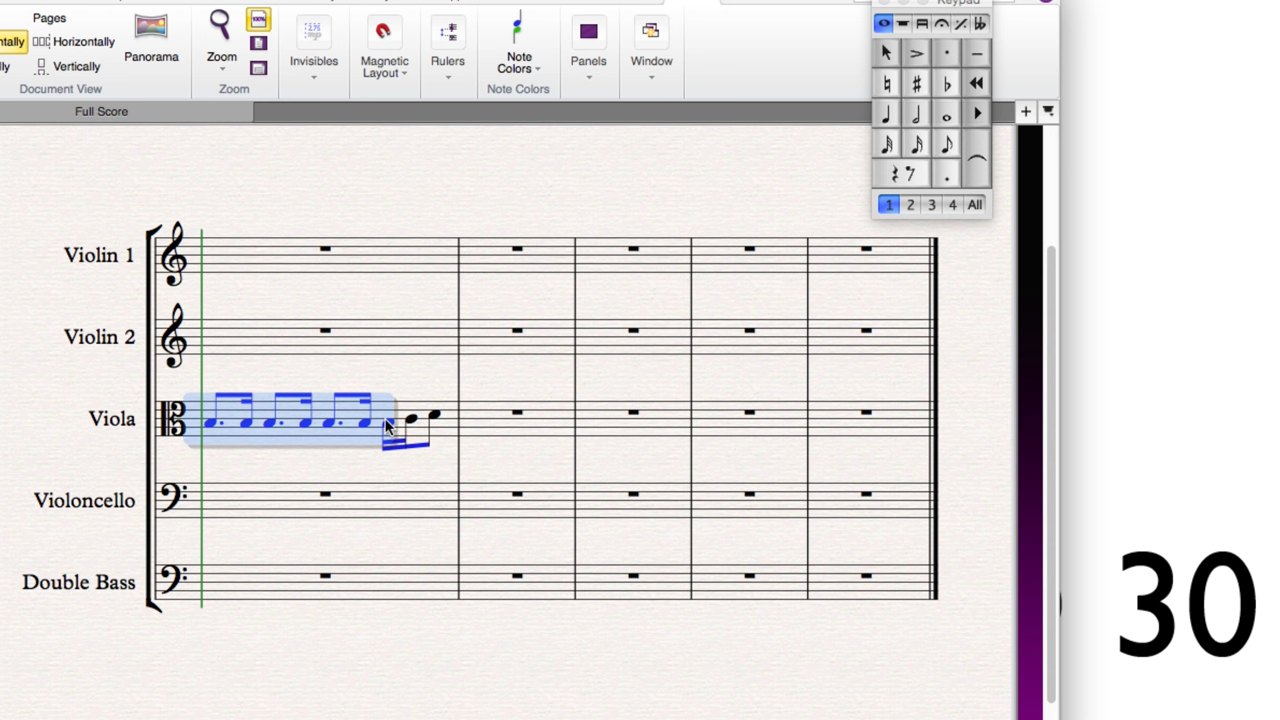 Pages
ntally
Horizontally
Panorama
lly
Vertically
Document View
Zoom
100%
Zoom
Invisibles
Magnetic
Layout
Rulers
Note
Colors
Note Colors
Panels
Window
Keypad
1 2 3 4 All
Full Score
Violin 1
Violin 2
Viola
Violoncello
Double Bass
30